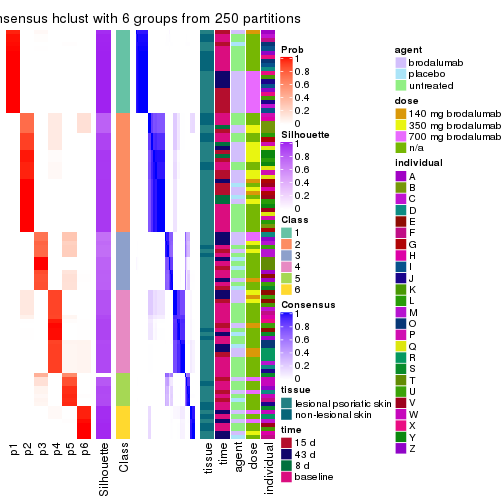 nsensus hclust with 6 groups from 250 partitions
Prob
1
0.8
0.6
0.4
0.2
0
Silhouette
1
0.8
0.6
0.4
0.2
0
Class
1
2
3
4
5
6
Consensus
1
0.8
0.6
0.4
0.2
0
tissue
lesional psoriatic skin
non-lesional skin
time
15 d
43 d
8 d
baseline
agent
brodalumab
placebo
untreated
dose
140 mg brodalumab
350 mg brodalumab
700 mg brodalumab
n/a
individual
A
B
C
D
E
F
G
H
I
J
K
L
M
O
P
Q
R
S
T
U
V
W
X
Y
Z
p1
p2
p3
p4
p5
p6
Silhouette
Class
tissue
time
agent
dose
individual